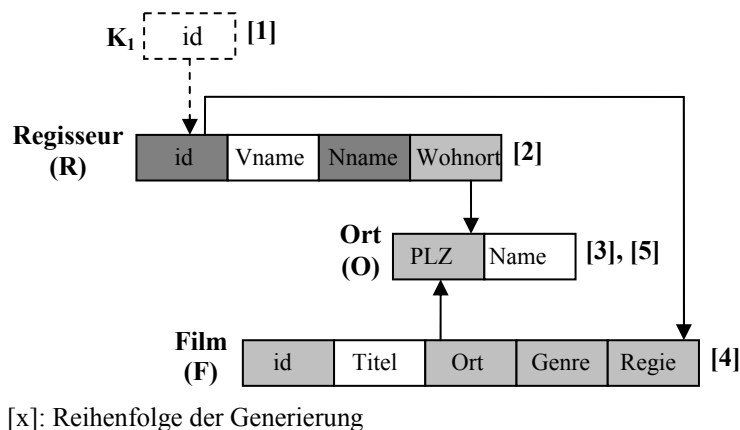 K₁ id [1]
Regisseur (R)
id Vname Nname Wohnort [2]
Ort (O)
PLZ Name [3], [5]
Film (F)
id Titel Ort Genre Regie [4]
[x]: Reihenfolge der Generierung